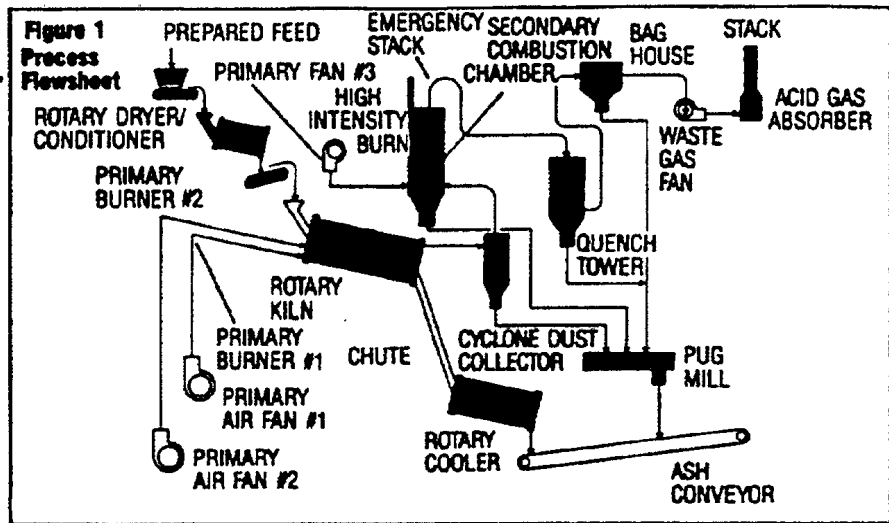 Figure 1
Process
Flowsheet
PREPARED FEED
ROTARY DRYER/
CONDITIONER
PRIMARY
BURNER #2
PRIMARY FAN #3
HIGH
INTENSITY
BURN
EMERGENCY
STACK
SECONDARY
COMBUSTION
CHAMBER
BAG
HOUSE
STACK
ACID GAS
ABSORBER
WASTE
GAS
FAN
QUENCH
TOWER
ROTARY
KILN
PRIMARY
BURNER #1
CHUTE
CYCLONE DUST
COLLECTOR
PUG
MILL
PRIMARY
AIR FAN #1
PRIMARY
AIR FAN #2
ROTARY
COOLER
ASH
CONVEYOR